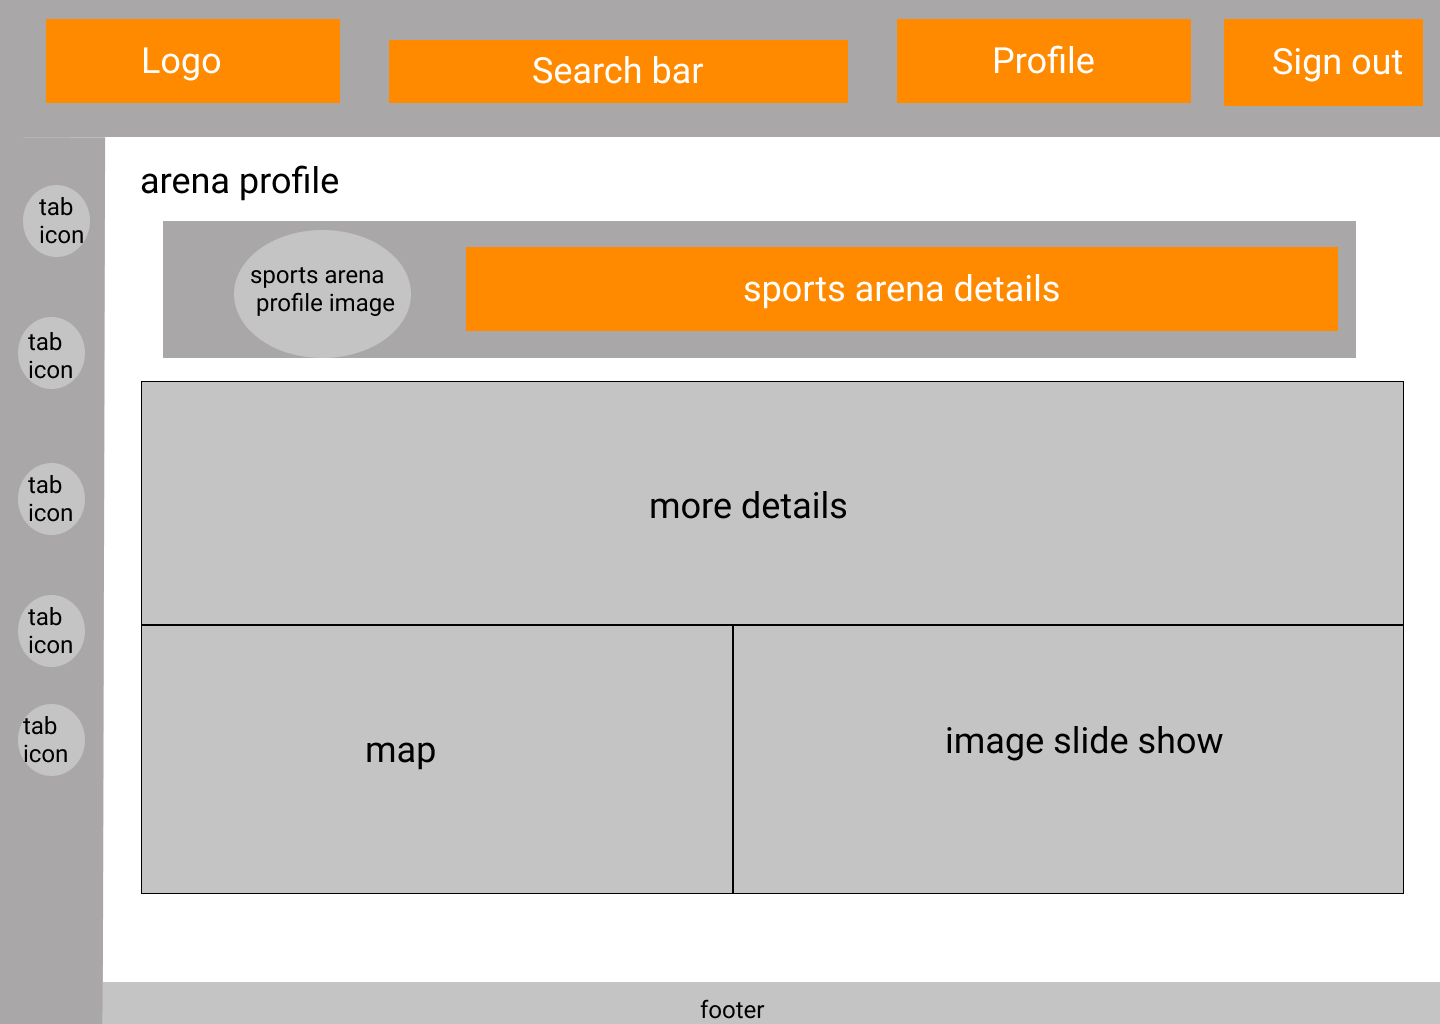 Logo
Search bar
Profile
Sign out
arena profile
tab
icon
sports arena
profile image
sports arena details
tab
icon
more details
tab
icon
tab
icon
tab
icon
map
image slide show
footer